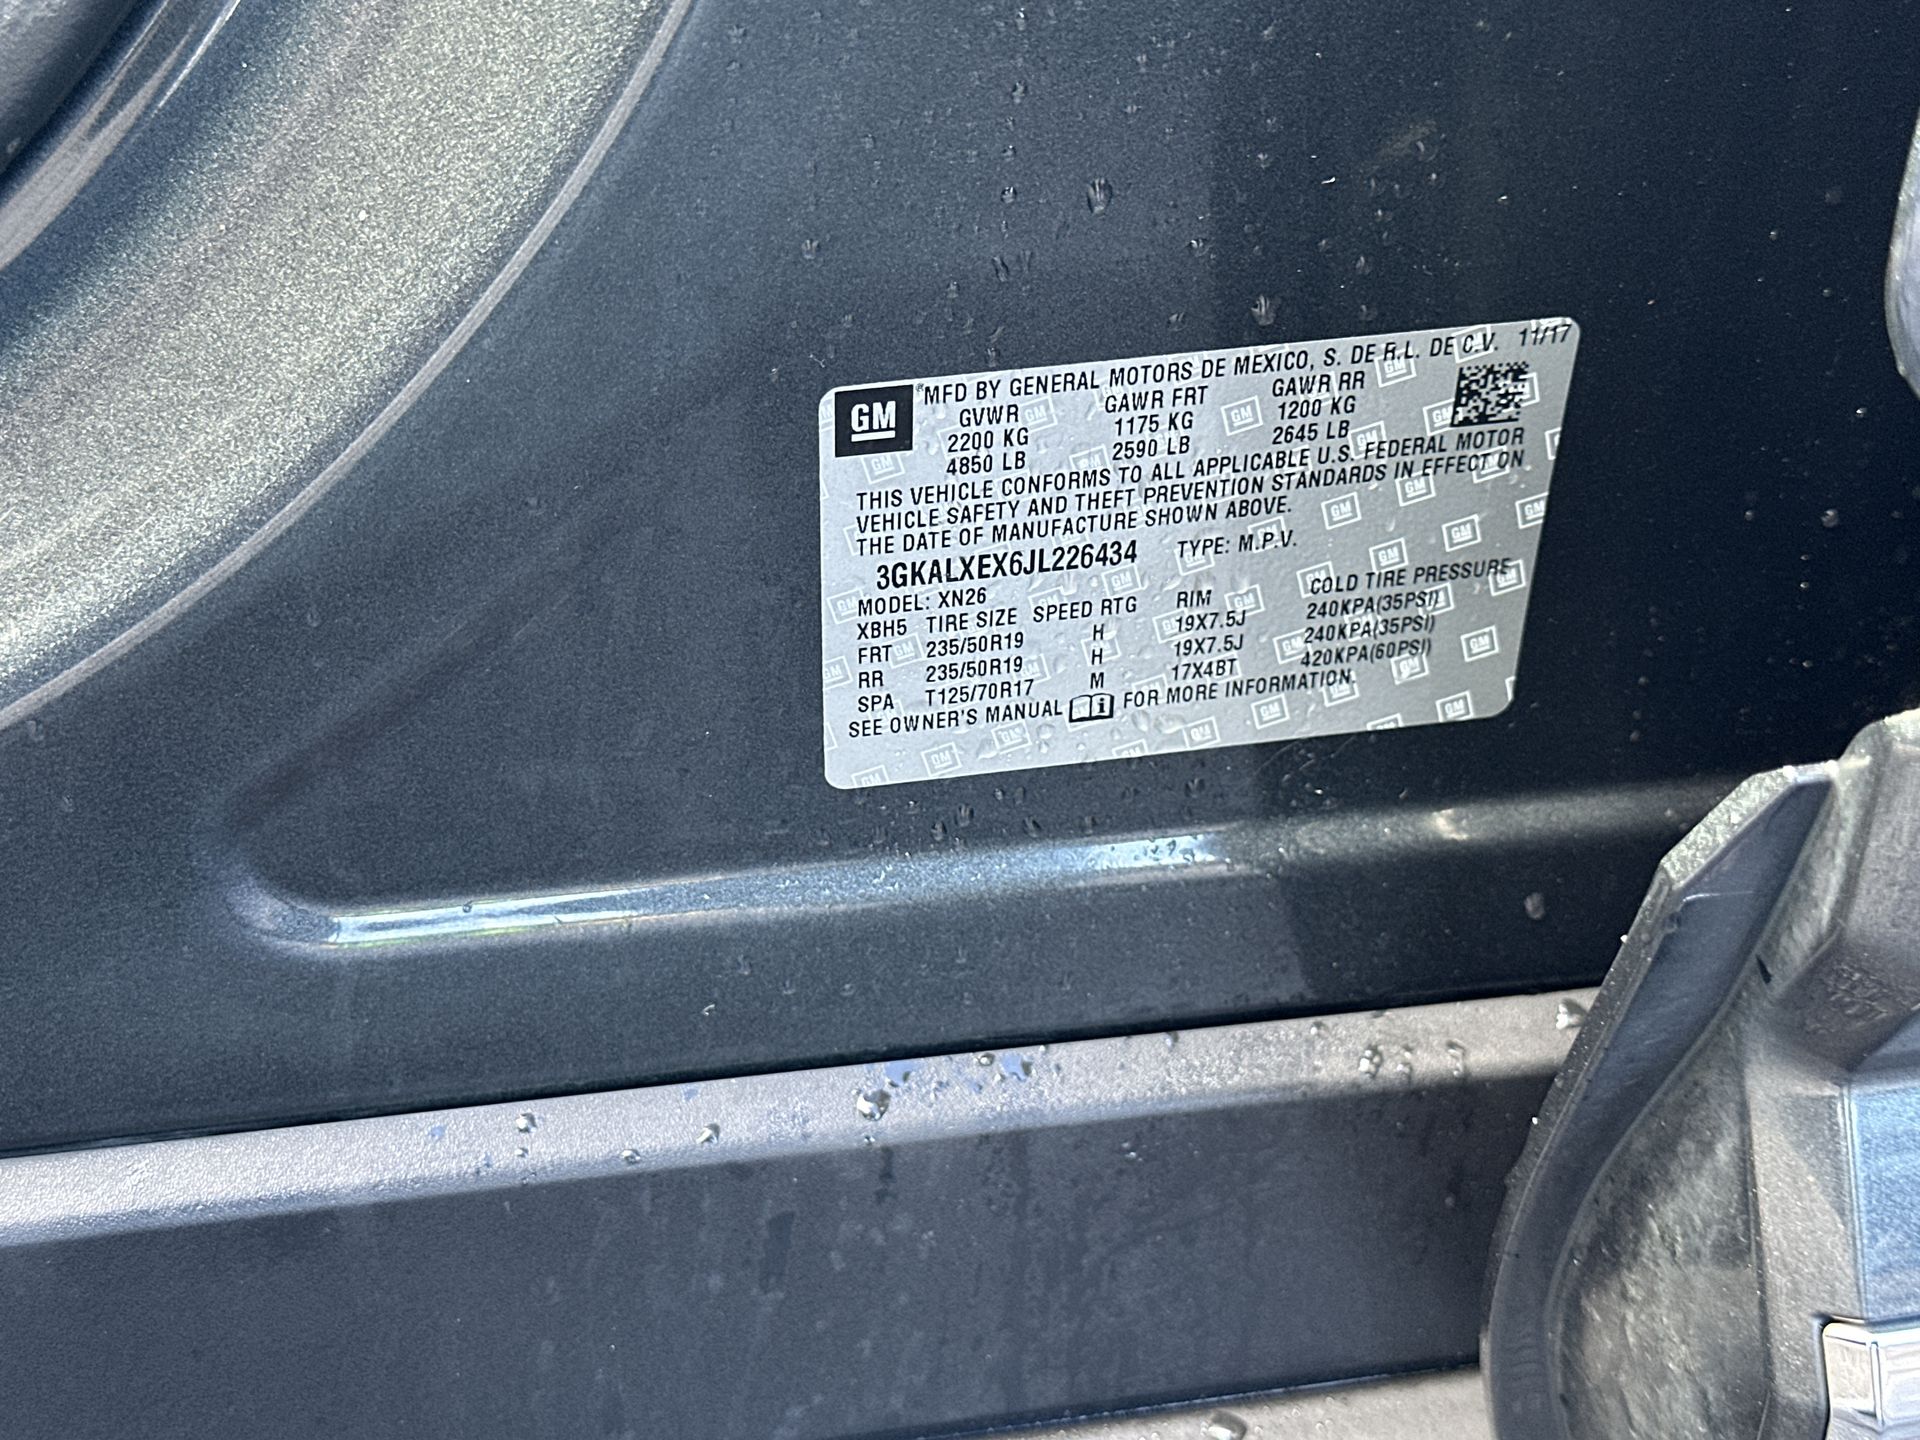 GM
MFD BY GENERAL MOTORS DE MEXICO, S. DE R.L. DE C.V. 11/17
GVWR GAWR FRT GAWR RR
2200 KG 1175 KG 1200 KG
4850 LB 2590 LB 2645 LB
THIS VEHICLE CONFORMS TO ALL APPLICABLE U.S. FEDERAL MOTOR
VEHICLE SAFETY AND THEFT PREVENTION STANDARDS IN EFFECT ON
THE DATE OF MANUFACTURE SHOWN ABOVE.
3GKALXEX6JL226434 TYPE: M.P.V.
MODEL: XN26
XBH5 TIRE SIZE SPEED RTG RIM COLD TIRE PRESSURE
FRT 235/50R19 H 19X7.5J 240KPA(35PSI)
RR 235/50R19 H 19X7.5J 240KPA(35PSI)
SPA T125/70R17 M 17X4BT 420KPA(60PSI)
SEE OWNER'S MANUAL i FOR MORE INFORMATION.